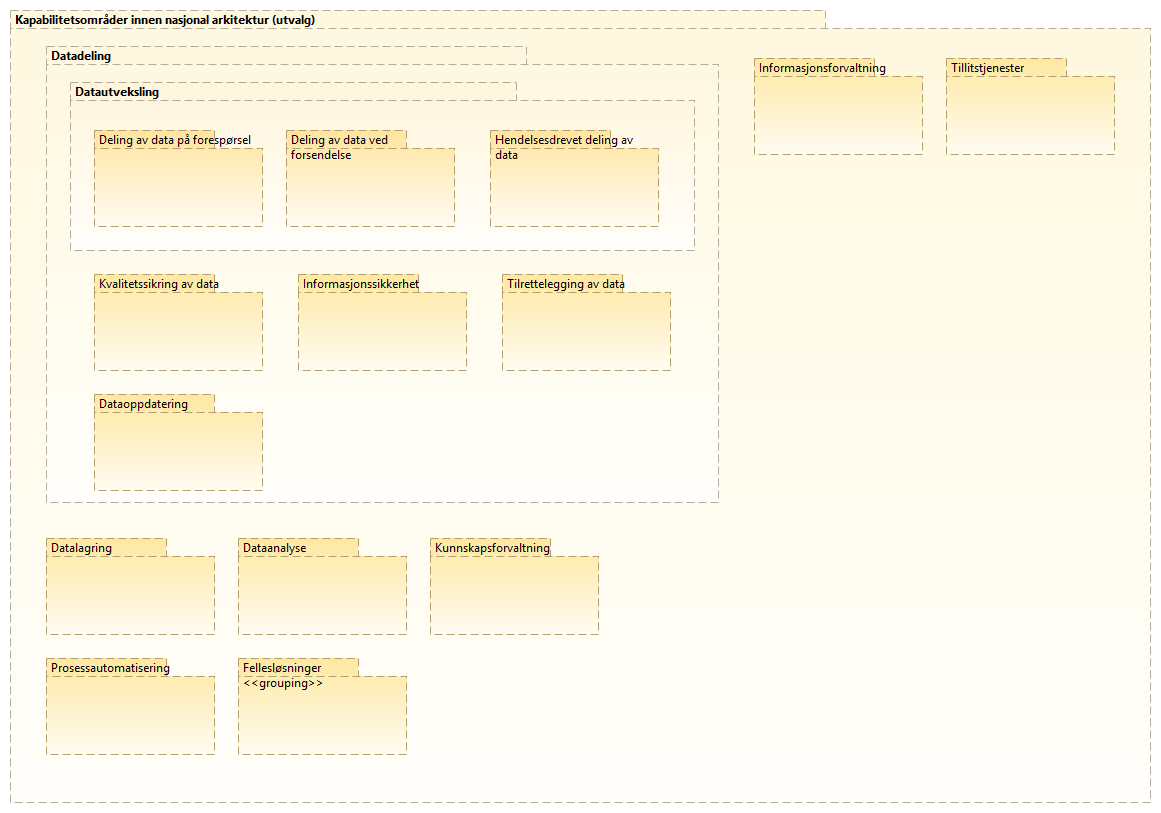 Kapabilitetsområder innen nasjonal arkitektur (utvalg)
Datadeling
Datautveksling
Deling av data på forespørsel
Deling av data ved
forsendelse
Hendelsesdrevet deling av
data
Kvalitetssikring av data
Informasjonssikkerhet
Tilrettelegging av data
Dataoppdatering
Informasjonsforvaltning
Tillitstjenester
Datalagring
Dataanalyse
Kunnskapsforvaltning
Prosessautomatisering
Fellesløsninger
<<grouping>>